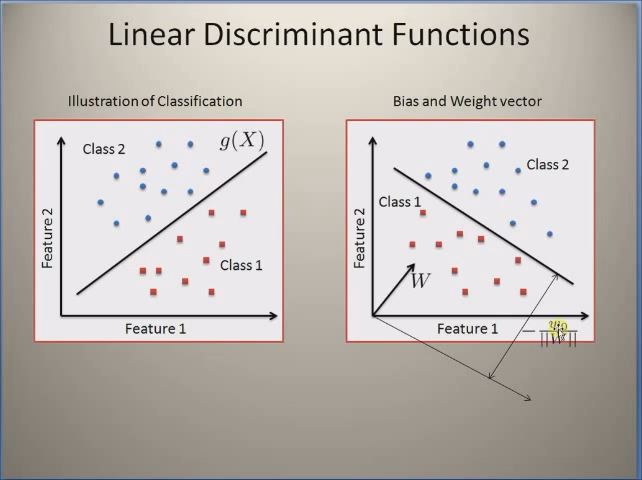 Linear Discriminant Functions
Illustration of Classification
Class 2
g(X)
Class 1
Feature 2
Feature 1
Bias and Weight vector
Class 2
Class 1
W
Feature 2
Feature 1
− w0
||W||